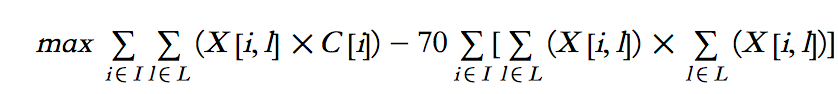 max ∑_{i∈I} ∑_{l∈L} (X[i,l] × C[i]) − 70 ∑_{i∈I} [ ∑_{l∈L} (X[i,l]) × ∑_{l∈L} (X[i,l])]